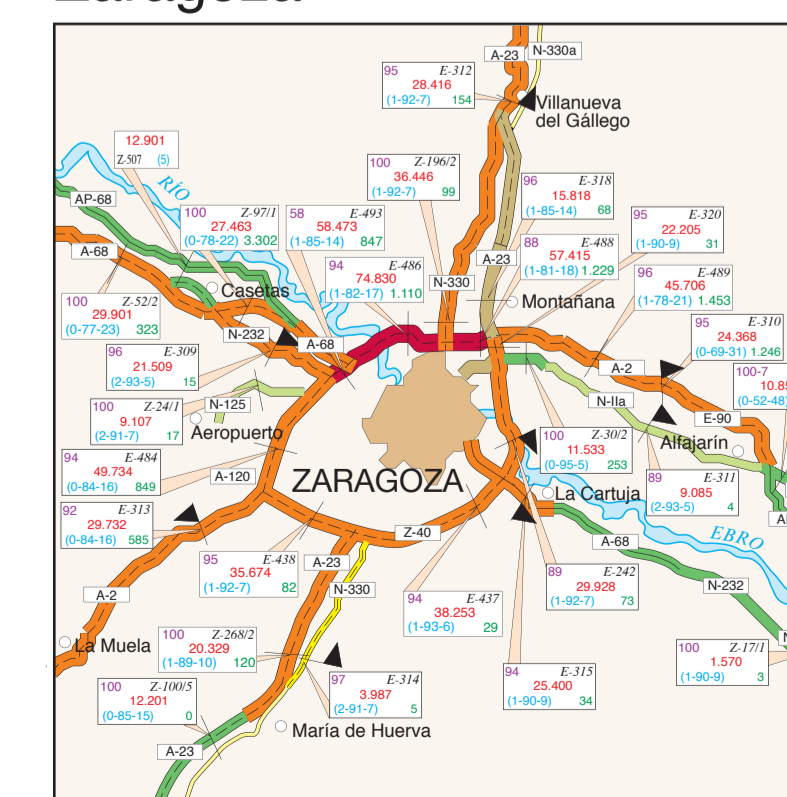 Zaragoza
A-23
N-330a
95 E-312
28.416
(1-92-7) 154
Villanueva
del Gállego
12.901
Z-507 (5)
RÍO
100 Z-196/2
36.446
(1-92-7) 99
96 E-318
15.818
(1-85-14) 68
AP-68
100 Z-97/1
27.463
(0-78-22) 3.302
58 E-493
58.473
(1-85-14) 847
95 E-320
22.205
(1-90-9) 31
88 E-488
57.415
(1-81-18) 1.229
A-68
94 E-486
74.830
(1-82-17) 1.110
A-23
N-330
96 E-489
45.706
(1-78-21) 1.453
Casetas
Montañana
100 Z-52/2
29.901
(0-77-23) 323
N-232
A-68
95 E-310
24.368
(0-69-31) 1.246
96 E-309
21.509
(2-93-5) 15
A-2
100-7
(0-52-48)
N-125
N-IIa
100 Z-24/1
9.107
(2-91-7) 17
Aeropuerto
E-90
Alfajarín
100 Z-30/2
11.533
(0-95-5) 253
94 E-484
49.734
(0-84-16) 849
A-120
ZARAGOZA
89 E-311
9.085
(2-93-5) 4
La Cartuja
92 E-313
29.732
(0-84-16) 585
Z-40
EBRO
A-68
95 E-438
35.674
(1-92-7) 82
A-23
N-330
89 E-242
29.928
(1-92-7) 73
N-232
A-2
94 E-437
38.253
(1-93-6) 29
La Muela
100 Z-268/2
20.329
(1-89-10) 120
100 Z-17/1
1.570
(1-90-9) 3
94 E-315
25.400
(1-90-9) 34
97 E-314
3.987
(2-91-7) 5
100 Z-100/5
12.201
(0-85-15) 0
María de Huerva
A-23